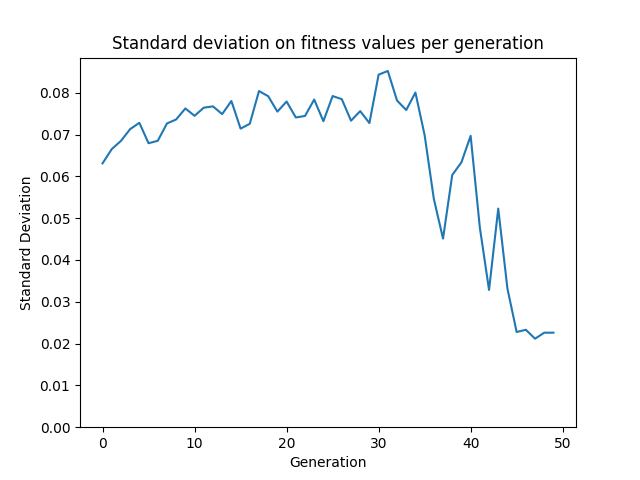 Standard deviation on fitness values per generation
0.08
0.07
0.06
0.05
0.04
0.03
0.02
0.01
0.00
Standard Deviation
0 10 20 30 40 50
Generation